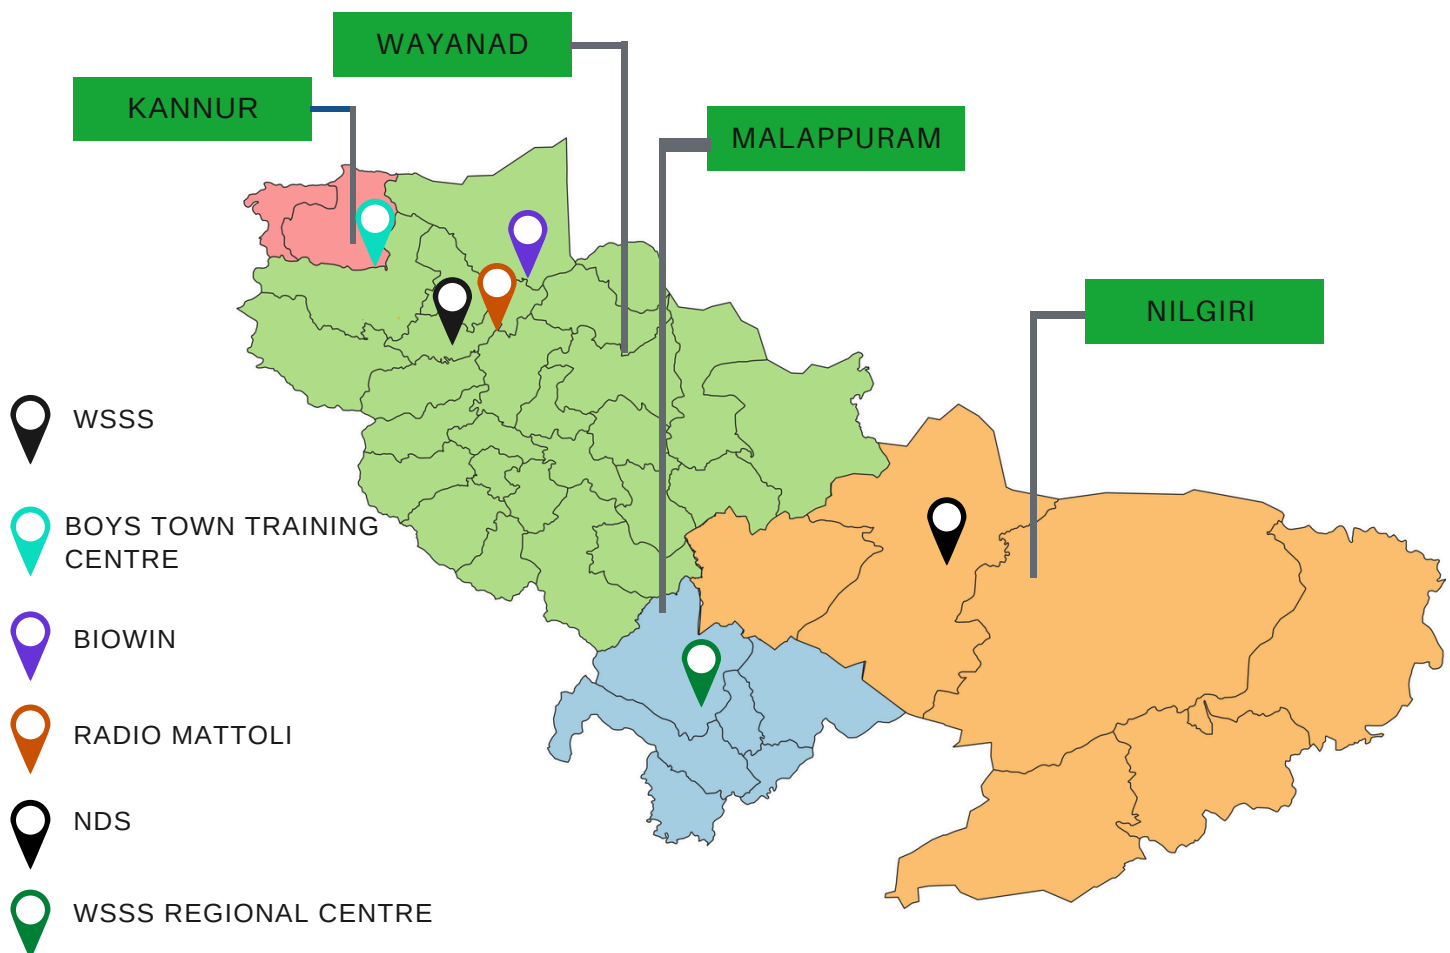 WAYANAD
KANNUR
MALAPPURAM
NILGIRI
WSSS
BOYS TOWN TRAINING
CENTRE
BIOWIN
RADIO MATTOLI
NDS
WSSS REGIONAL CENTRE